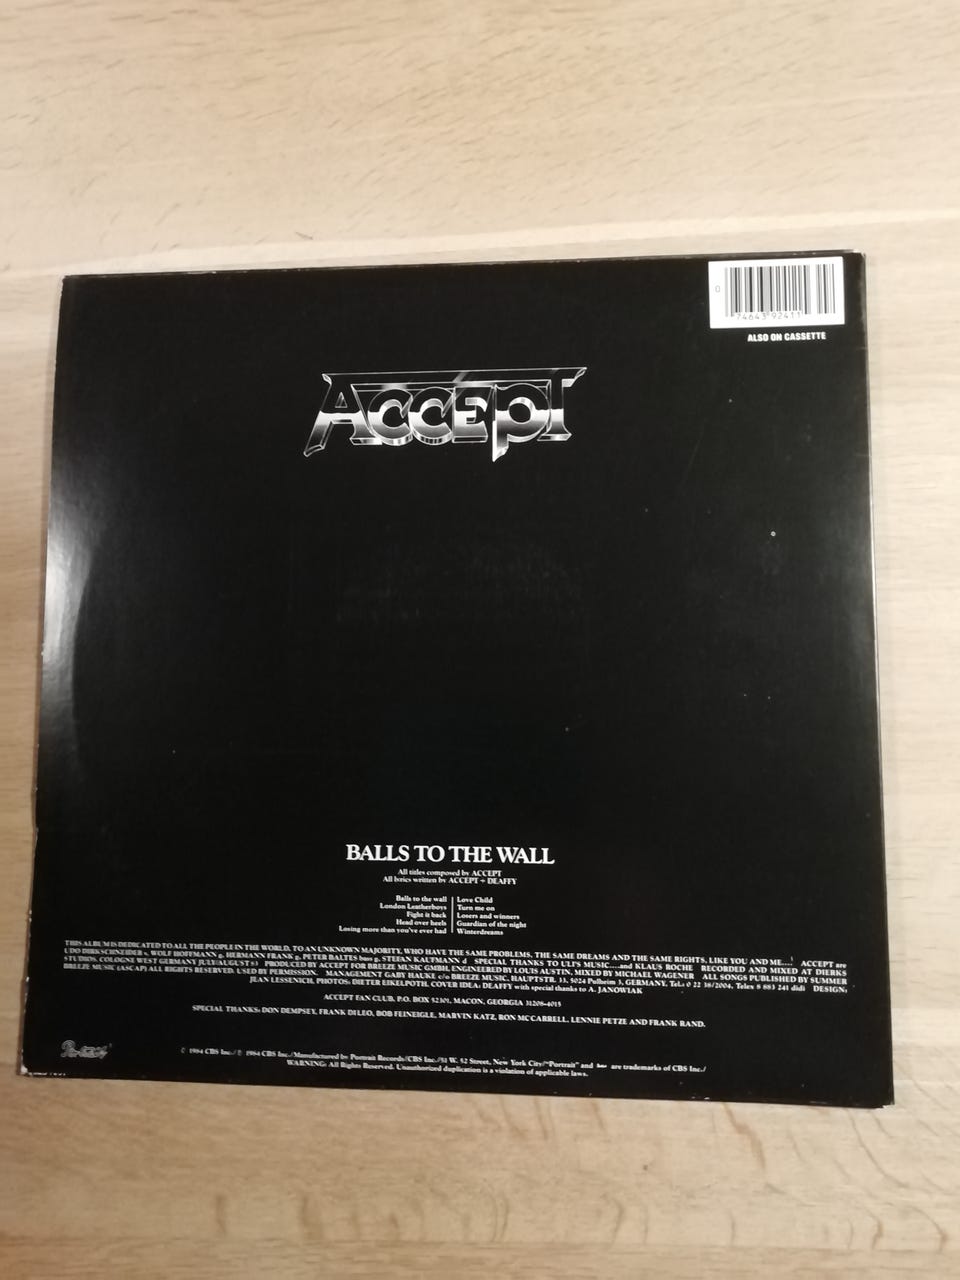 0
74643 92411
ALSO ON CASSETTE
ACCEPT
BALLS TO THE WALL
All titles composed by ACCEPT
All lyrics written by ACCEPT + DEAFFY
Balls to the wall
London Leatherboys
Fight it back
Head over heels
Losing more than you've ever had
Love Child
Turn me on
Losers and winners
Guardian of the night
Winterdreams
THIS ALBUM IS DEDICATED TO ALL THE PEOPLE IN THE WORLD, TO AN UNKNOWN MAJORITY, WHO HAVE THE SAME PROBLEMS, THE SAME DREAMS AND THE SAME RIGHTS, LIKE YOU AND ME....! ACCEPT are
UDO DIRKSCHNEIDER v. WOLF HOFFMANN g. HERMANN FRANK g. PETER BALTES bass g. STEFAN KAUFMANN d SPECIAL THANKS TO ULI'S MUSIC....and KLAUS ROCHE RECORDED AND MIXED AT DIERKS
STUDIOS. COLOGNE WEST GERMANY JULY/AUGUST 83 PRODUCED BY ACCEPT FOR BREEZE MUSIC GMBH, ENGINEERED BY LOUIS AUSTIN, MIXED BY MICHAEL WAGENER ALL SONGS PUBLISHED BY SUMMER
BREEZE MUSIC (ASCAP) ALL RIGHTS RESERVED. USED BY PERMISSION. MANAGEMENT GABY HAUKE c/o BREEZE MUSIC, HAUPTSTR. 33, 5024 Pulheim 3, GERMANY, Tel.: 0 22 38/2004, Telex 8 883 241 didi DESIGN:
JEAN LESSENICH, PHOTOS: DIETER EIKELPOTH. COVER IDEA: DEAFFY with special thanks to A. JANOWIAK
ACCEPT FAN CLUB, P.O. BOX 52301, MACON, GEORGIA 31208-4015
SPECIAL THANKS: DON DEMPSEY, FRANK DILEO, BOB FEINEIGLE, MARVIN KATZ, RON MCCARRELL, LENNIE PETZE AND FRANK RAND.
Portrait
© 1984 CBS Inc./℗ 1984 CBS Inc./Manufactured by Portrait Records/CBS Inc./51 W. 52 Street, New York City/"Portrait" and are trademarks of CBS Inc./
WARNING: All Rights Reserved. Unauthorized duplication is a violation of applicable laws.